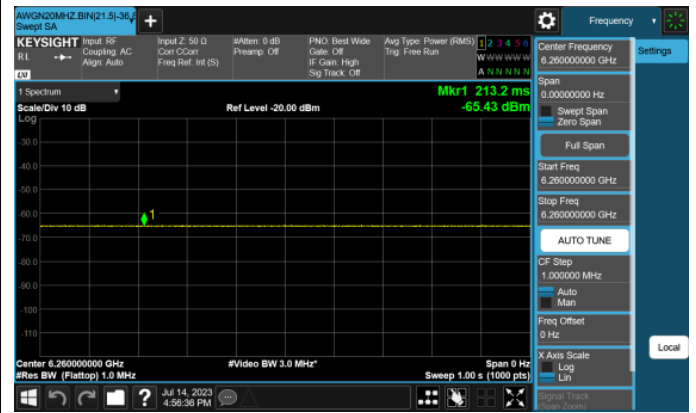 AWGN20MHZ.BIN|21.5|-36,
Swept SA
+
Frequency
KEYSIGHT
Input: RF
Coupling: AC
Align: Auto
Input Z: 50 Ω
Corr CCorr
Freq Ref: Int (S)
#Atten: 0 dB
Preamp: Off
PNO: Best Wide
Gate: Off
IF Gain: High
Sig Track: Off
Avg Type: Power (RMS)
Trig: Free Run
1 2 3 4 5 6
W W W W W W
A N N N N N
R L
LXI
1 Spectrum
Scale/Div 10 dB
Ref Level -20.00 dBm
Mkr1 213.2 ms
-65.43 dBm
Log
-30.0
-40.0
-50.0
-60.0
1
-70.0
-80.0
-90.0
-100
-110
Center 6.260000000 GHz
#Video BW 3.0 MHz*
Span 0 Hz
#Res BW (Flattop) 1.0 MHz
Sweep 1.00 s (1000 pts)
Jul 14, 2023
4:56:36 PM
?
Center Frequency
6.260000000 GHz
Span
0.00000000 Hz
Swept Span
Zero Span
Full Span
Start Freq
6.260000000 GHz
Stop Freq
6.260000000 GHz
AUTO TUNE
CF Step
1.000000 MHz
Auto
Man
Freq Offset
0 Hz
X Axis Scale
Log
Lin
Signal Track
(Span Zoom)
Settings
Local